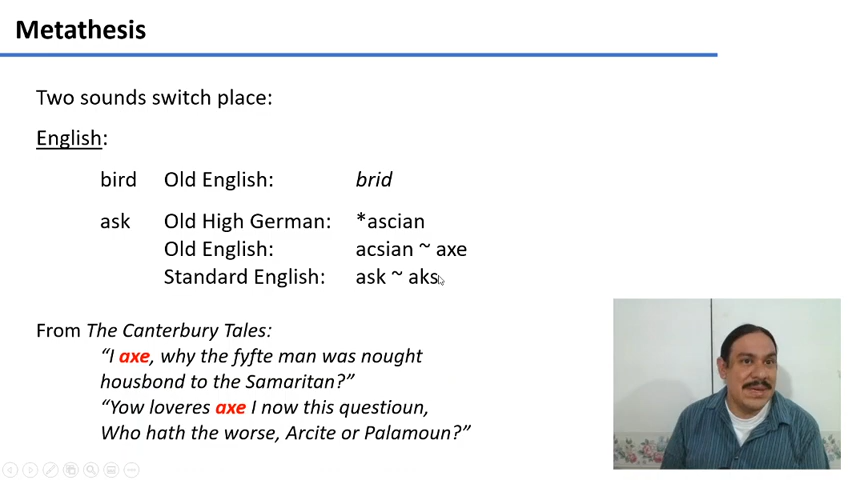 Metathesis
Two sounds switch place:
English:
bird Old English: brid
ask Old High German: *ascian
Old English: acsian ~ axe
Standard English: ask ~ aks
From The Canterbury Tales:
"I axe, why the fyfte man was nought
housbond to the Samaritan?"
"Yow loveres axe I now this questioun,
Who hath the worse, Arcite or Palamoun?"